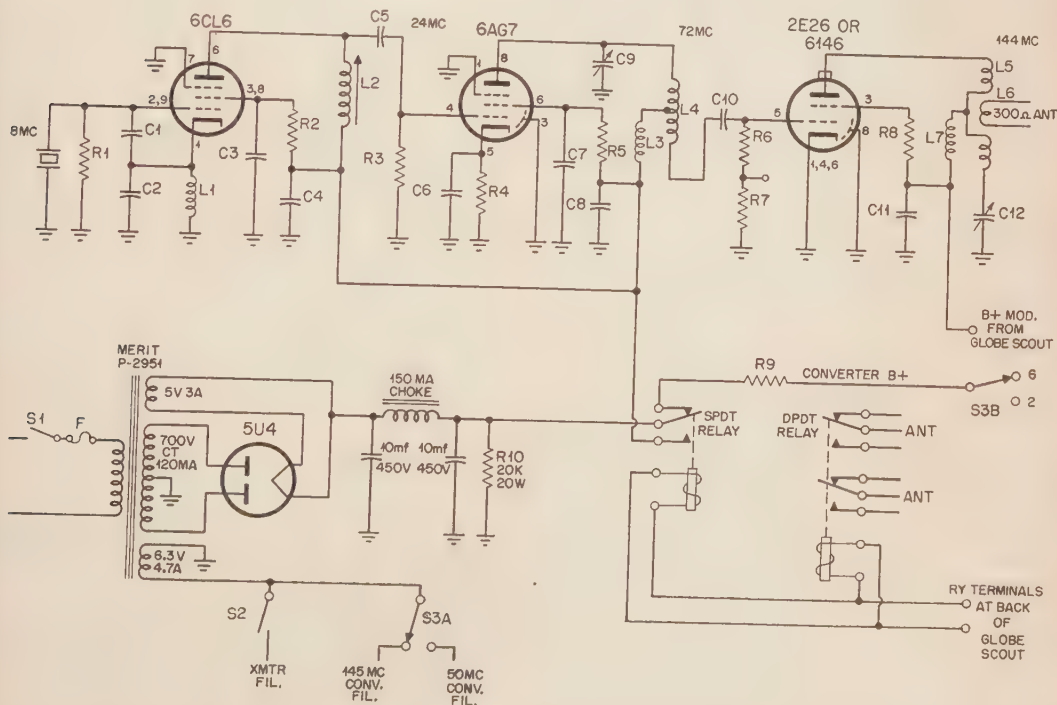 6CL6
C5
24MC
6AG7
72MC
2E26 OR
6146
144 MC
7
6
2,9
3,8
1
8MC
R1
C1
C2
L1
C3
R2
C4
L2
R3
1
8
4
6
3
5
C6
R4
C7
R5
C8
C9
L3
L4
C10
5
3
8
1,4,6
R6
R7
R8
C11
L7
L5
L6
300Ω ANT
C12
B+ MOD.
FROM
GLOBE SCOUT
MERIT
P-2951
S1
F
5V 3A
700V
CT
120MA
6.3V
4.7A
5U4
150 MA
CHOKE
10mf
450V
10mf
450V
R10
20K
20W
R9
CONVERTER B+
6
2
S3B
SPDT
RELAY
DPDT
RELAY
ANT
ANT
S2
XMTR
FIL.
S3A
145 MC
CONV.
FIL.
50MC
CONV.
FIL.
RY TERMINALS
AT BACK
OF
GLOBE
SCOUT